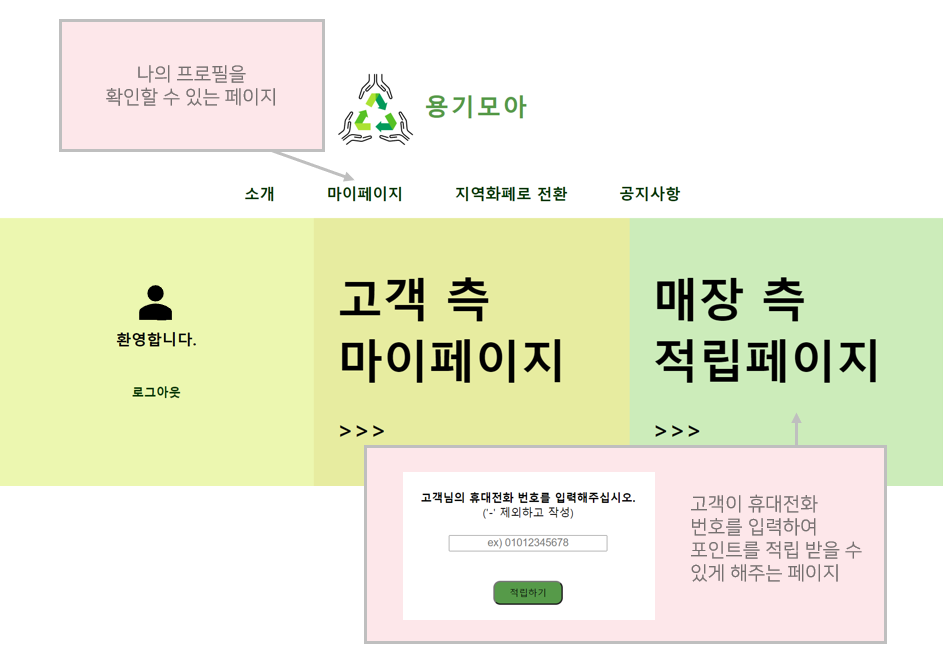 나의 프로필을
확인할 수 있는 페이지
용기모아
소개 마이페이지 지역화폐로 전환 공지사항
환영합니다.
로그아웃
고객 측
마이페이지
>>>
매장 측
적립페이지
>>>
고객님의 휴대전화 번호를 입력해주십시오.
('-' 제외하고 작성)
ex) 01012345678
적립하기
고객이 휴대전화
번호를 입력하여
포인트를 적립 받을 수
있게 해주는 페이지